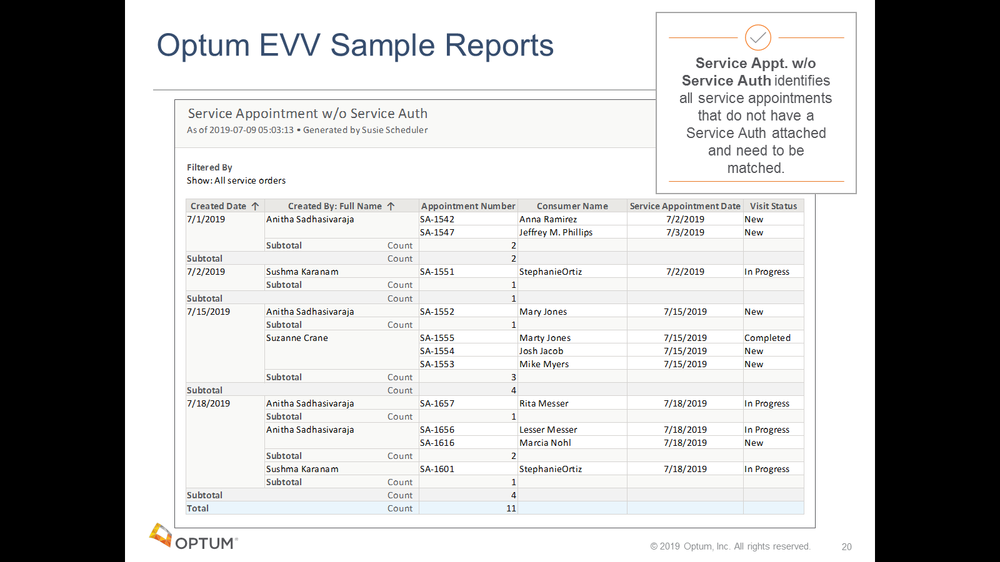 Optum EVV Sample Reports
Service Appt. w/o
Service Auth identifies
all service appointments
that do not have a
Service Auth attached
and need to be
matched.
Service Appointment w/o Service Auth
As of 2019-07-09 05:03:13 • Generated by Susie Scheduler
Filtered By
Show: All service orders
Created Date ↑ Created By: Full Name ↑ Appointment Number Consumer Name Service Appointment Date Visit Status
7/1/2019 Anitha Sadhasivaraja SA-1542 Anna Ramirez 7/2/2019 New
SA-1547 Jeffrey M. Phillips 7/3/2019 New
Subtotal Count 2
Subtotal Count 2
7/2/2019 Sushma Karanam SA-1551 StephanieOrtiz 7/2/2019 In Progress
Subtotal Count 1
Subtotal Count 1
7/15/2019 Anitha Sadhasivaraja SA-1552 Mary Jones 7/15/2019 New
Subtotal Count 1
Suzanne Crane SA-1555 Marty Jones 7/15/2019 Completed
SA-1554 Josh Jacob 7/15/2019 New
SA-1553 Mike Myers 7/15/2019 New
Subtotal Count 3
Subtotal Count 4
7/18/2019 Anitha Sadhasivaraja SA-1657 Rita Messer 7/18/2019 In Progress
Subtotal Count 1
Anitha Sadhasivaraja SA-1656 Lesser Messer 7/18/2019 In Progress
SA-1616 Marcia Nohl 7/18/2019 New
Subtotal Count 2
Sushma Karanam SA-1601 StephanieOrtiz 7/18/2019 In Progress
Subtotal Count 1
Subtotal Count 4
Total Count 11
OPTUM®
© 2019 Optum, Inc. All rights reserved. 20